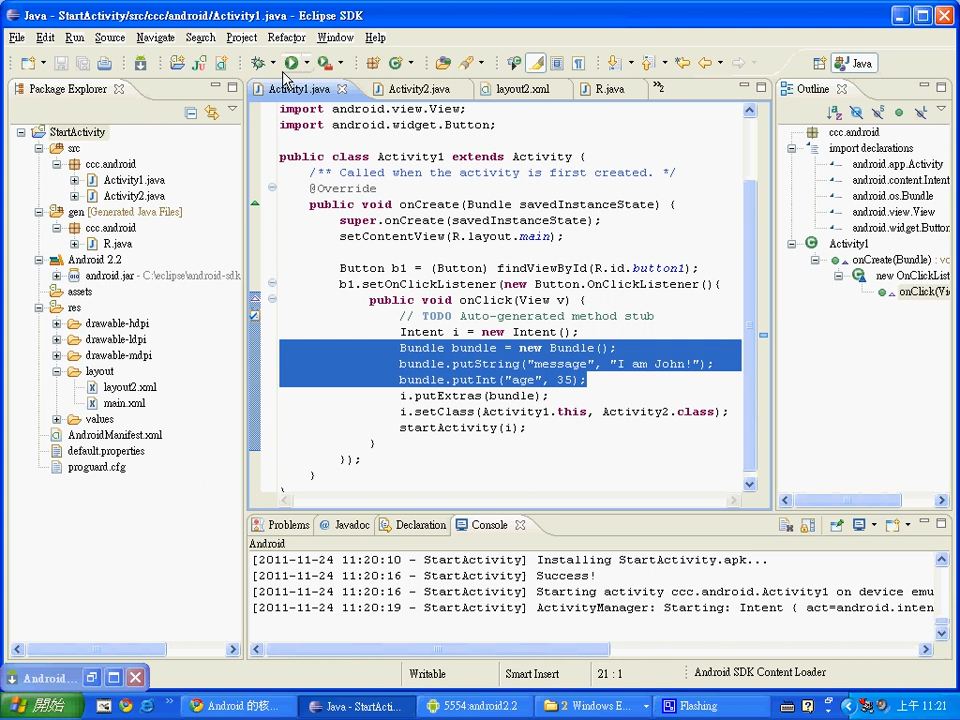 Java - StartActivity/src/ccc/android/Activity1.java - Eclipse SDK
File Edit Run Source Navigate Search Project Refactor Window Help
Java
Package Explorer
Activity1.java Activity2.java layout2.xml R.java »2
Outline
StartActivity
src
ccc.android
Activity1.java
Activity2.java
gen [Generated Java Files]
ccc.android
R.java
Android 2.2
android.jar - C:\eclipse\android-sdk
assets
res
drawable-hdpi
drawable-ldpi
drawable-mdpi
layout
layout2.xml
main.xml
values
AndroidManifest.xml
default.properties
proguard.cfg
import android.view.View;
import android.widget.Button;
public class Activity1 extends Activity {
/** Called when the activity is first created. */
@Override
public void onCreate(Bundle savedInstanceState) {
super.onCreate(savedInstanceState);
setContentView(R.layout.main);
Button b1 = (Button) findViewById(R.id.button1);
b1.setOnClickListener(new Button.OnClickListener(){
public void onClick(View v) {
// TODO Auto-generated method stub
Intent i = new Intent();
Bundle bundle = new Bundle();
bundle.putString("message", "I am John!");
bundle.putInt("age", 35);
i.putExtras(bundle);
i.setClass(Activity1.this, Activity2.class);
startActivity(i);
}
});
}
ccc.android
import declarations
android.app.Activity
android.content.Intent
android.os.Bundle
android.view.View
android.widget.Button
Activity1
onCreate(Bundle) : vo
new OnClickList
onClick(Vi
Problems Javadoc Declaration Console
Android
[2011-11-24 11:20:10 - StartActivity] Installing StartActivity.apk...
[2011-11-24 11:20:16 - StartActivity] Success!
[2011-11-24 11:20:16 - StartActivity] Starting activity ccc.android.Activity1 on device emu
[2011-11-24 11:20:19 - StartActivity] ActivityManager: Starting: Intent { act=android.inten
Android...
Writable Smart Insert 21 : 1 Android SDK Content Loader
開始 Android 的核... Java - StartActi... 5554:android2.2 2 Windows E... Flashing 上午 11:21